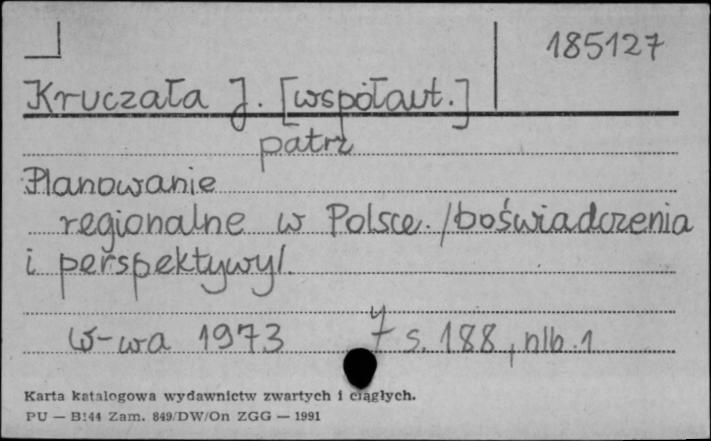 185127
Kruczała J. [współaut.]
patrz
Planowanie
regionalne w Polsce. /doświadczenia
i perspektywy/.
W-wa 1973 s. 188, nlb. 1
Karta katalogowa wydawnictw zwartych i ciągłych.
PU — B144 Zam. 849/DW/On ZGG — 1991